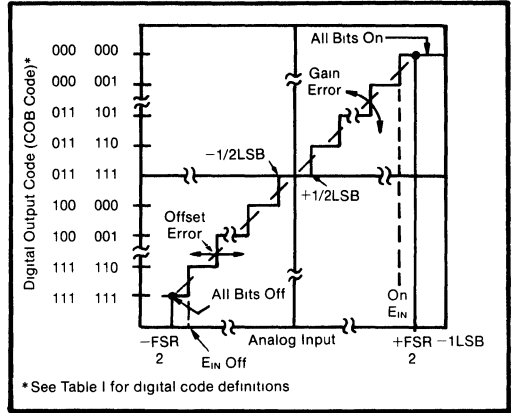 Digital Output Code (COB Code)*
000 000
000 001
011 101
011 110
011 111
100 000
100 001
111 110
111 111
All Bits On
Gain
Error
−1/2LSB
+1/2LSB
Offset
Error
All Bits Off
On
EIN
−FSR
2
EIN Off
Analog Input
+FSR −1LSB
2
*See Table I for digital code definitions